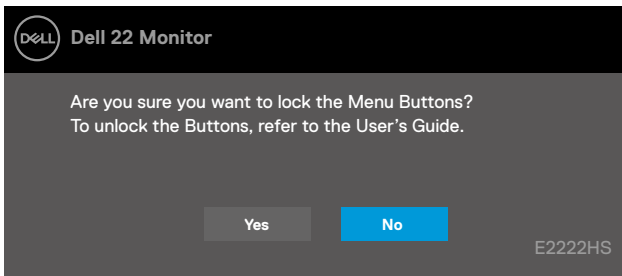 DELL
Dell 22 Monitor
Are you sure you want to lock the Menu Buttons?
To unlock the Buttons, refer to the User’s Guide.
Yes No
E2222HS